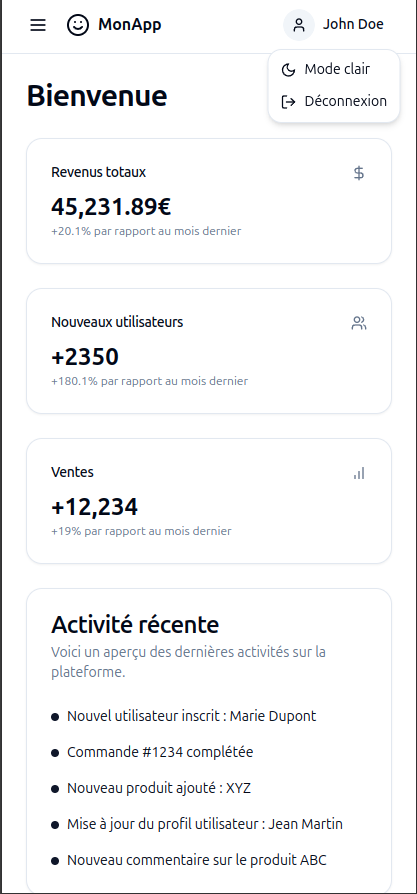 MonApp
John Doe
Mode clair
Déconnexion
Bienvenue
Revenus totaux
45,231.89€
+20.1% par rapport au mois dernier
Nouveaux utilisateurs
+2350
+180.1% par rapport au mois dernier
Ventes
+12,234
+19% par rapport au mois dernier
Activité récente
Voici un aperçu des dernières activités sur la
plateforme.
Nouvel utilisateur inscrit : Marie Dupont
Commande #1234 complétée
Nouveau produit ajouté : XYZ
Mise à jour du profil utilisateur : Jean Martin
Nouveau commentaire sur le produit ABC